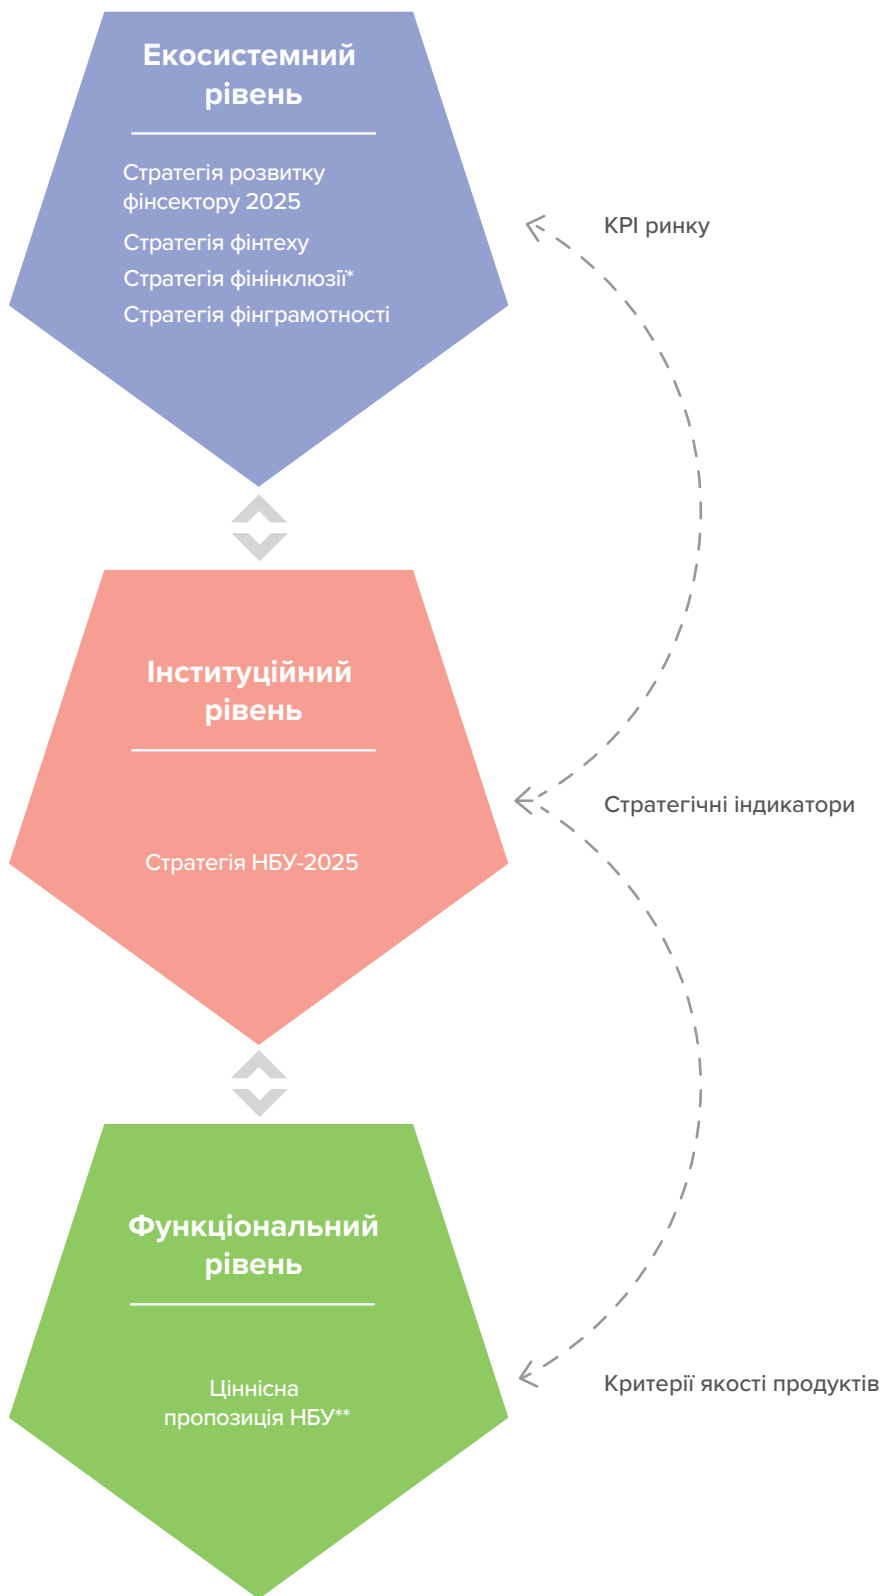 Екосистемний
рівень
Стратегія розвитку
фінсектору 2025
Стратегія фінтеху
Стратегія фінінклюзії*
Стратегія фінграмотності
KPI ринку
Інституційний
рівень
Стратегія НБУ-2025
Стратегічні індикатори
Функціональний
рівень
Ціннісна
пропозиція НБУ**
Критерії якості продуктів